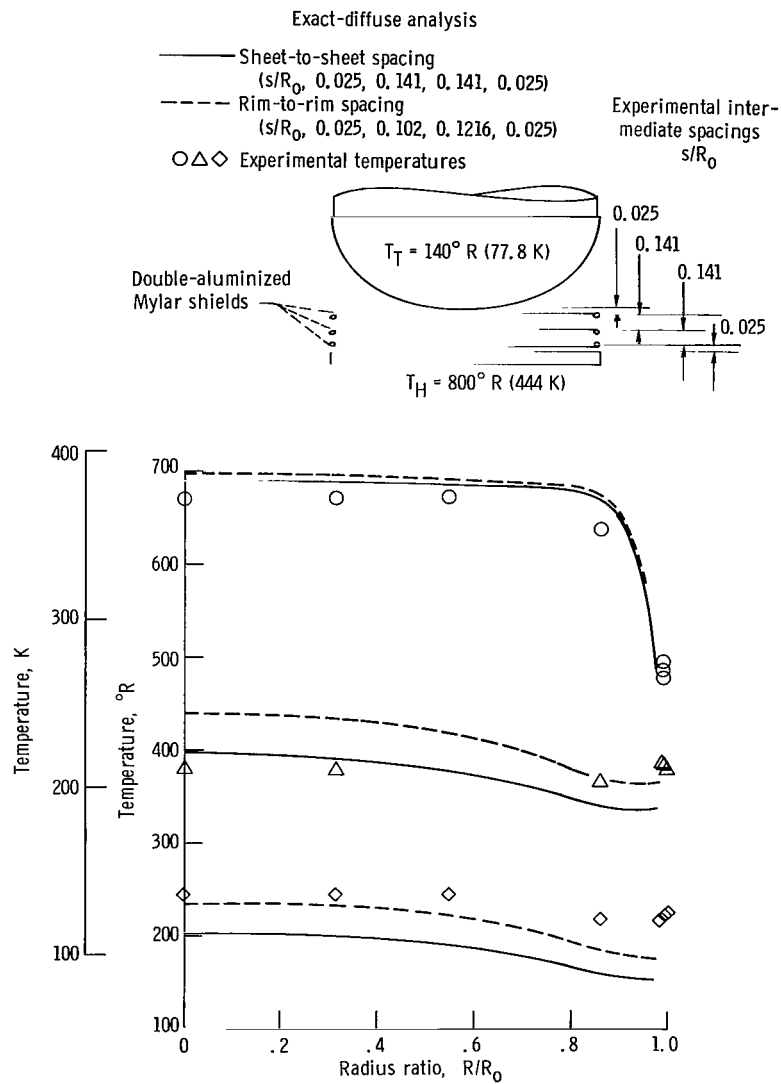 Exact-diffuse analysis
Sheet-to-sheet spacing
(s/R₀, 0.025, 0.141, 0.141, 0.025)
Rim-to-rim spacing
(s/R₀, 0.025, 0.102, 0.1216, 0.025)
Experimental temperatures
Experimental inter-
mediate spacings
s/R₀
0.025
0.141
0.141
0.025
T_T = 140° R (77.8 K)
Double-aluminized
Mylar shields
T_H = 800° R (444 K)
400
300
200
100
Temperature, K
700
600
500
400
300
200
100
Temperature, °R
0 .2 .4 .6 .8 1.0
Radius ratio, R/R₀